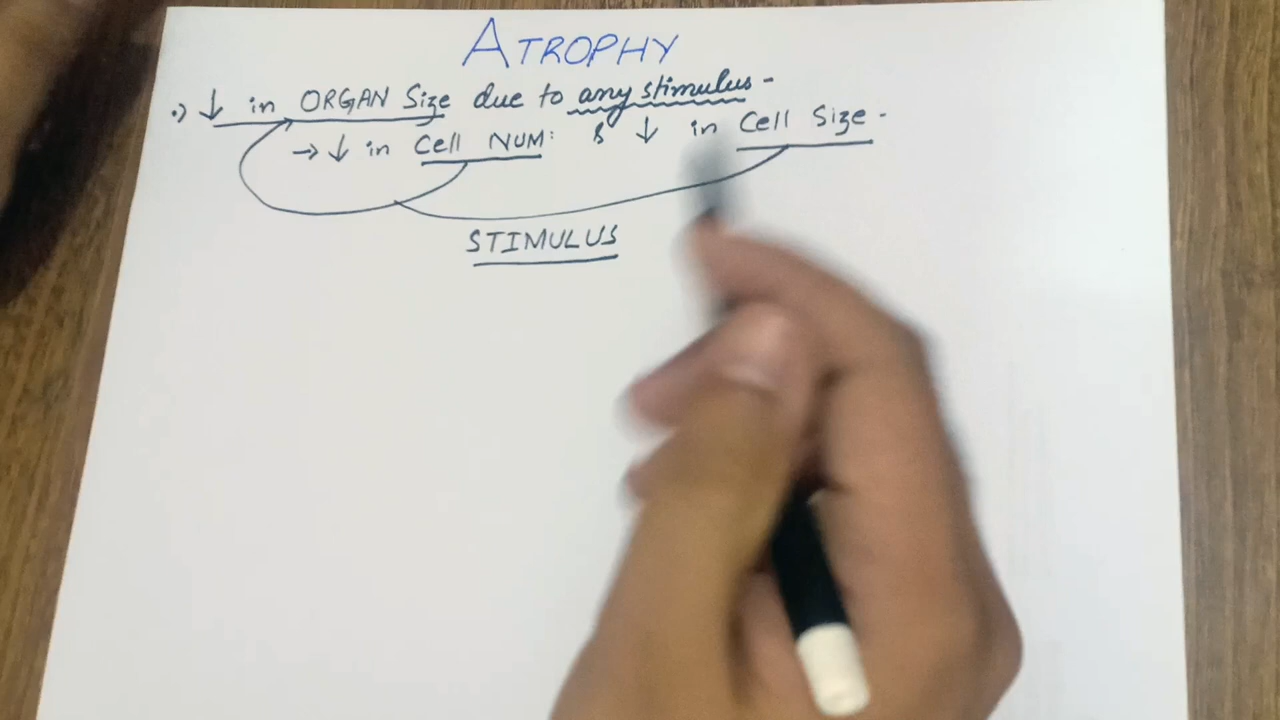 ATROPHY
•) ↓ in ORGAN Size due to any stimulus -
→ ↓ in Cell NUM: & ↓ in Cell Size -
STIMULUS